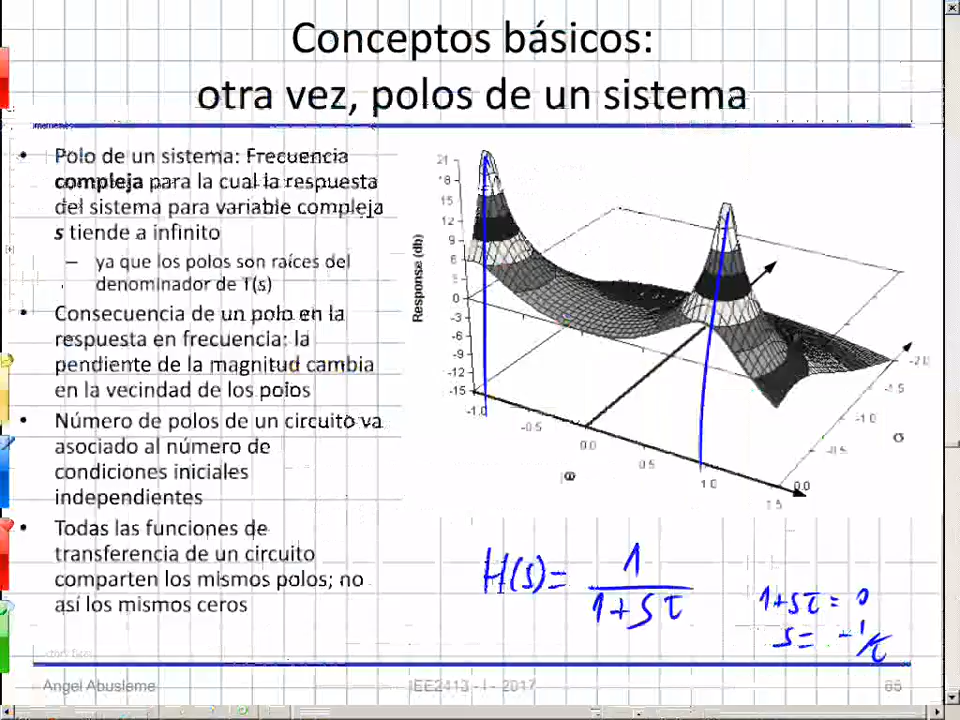 Conceptos básicos:
otra vez, polos de un sistema
• Polo de un sistema: Frecuencia
compleja para la cual la respuesta
del sistema para variable compleja
s tiende a infinito
– ya que los polos son raíces del
denominador de T(s)
• Consecuencia de un polo en la
respuesta en frecuencia: la
pendiente de la magnitud cambia
en la vecindad de los polos
• Número de polos de un circuito va
asociado al número de
condiciones iniciales
independientes
• Todas las funciones de
transferencia de un circuito
comparten los mismos polos; no
así los mismos ceros
Response (db)
21
18
15
12
9
6
3
0
-3
-6
-9
-12
-15
-1.0
-0.5
0.0
0.5
1.0
1.5
jω
0.0
-0.5
-1.0
-1.5
-2.0
σ
H(s)= 1
1+sτ
1+sτ = 0
s= -1/τ
Angel Abusleme
IEE2413 - I - 2017